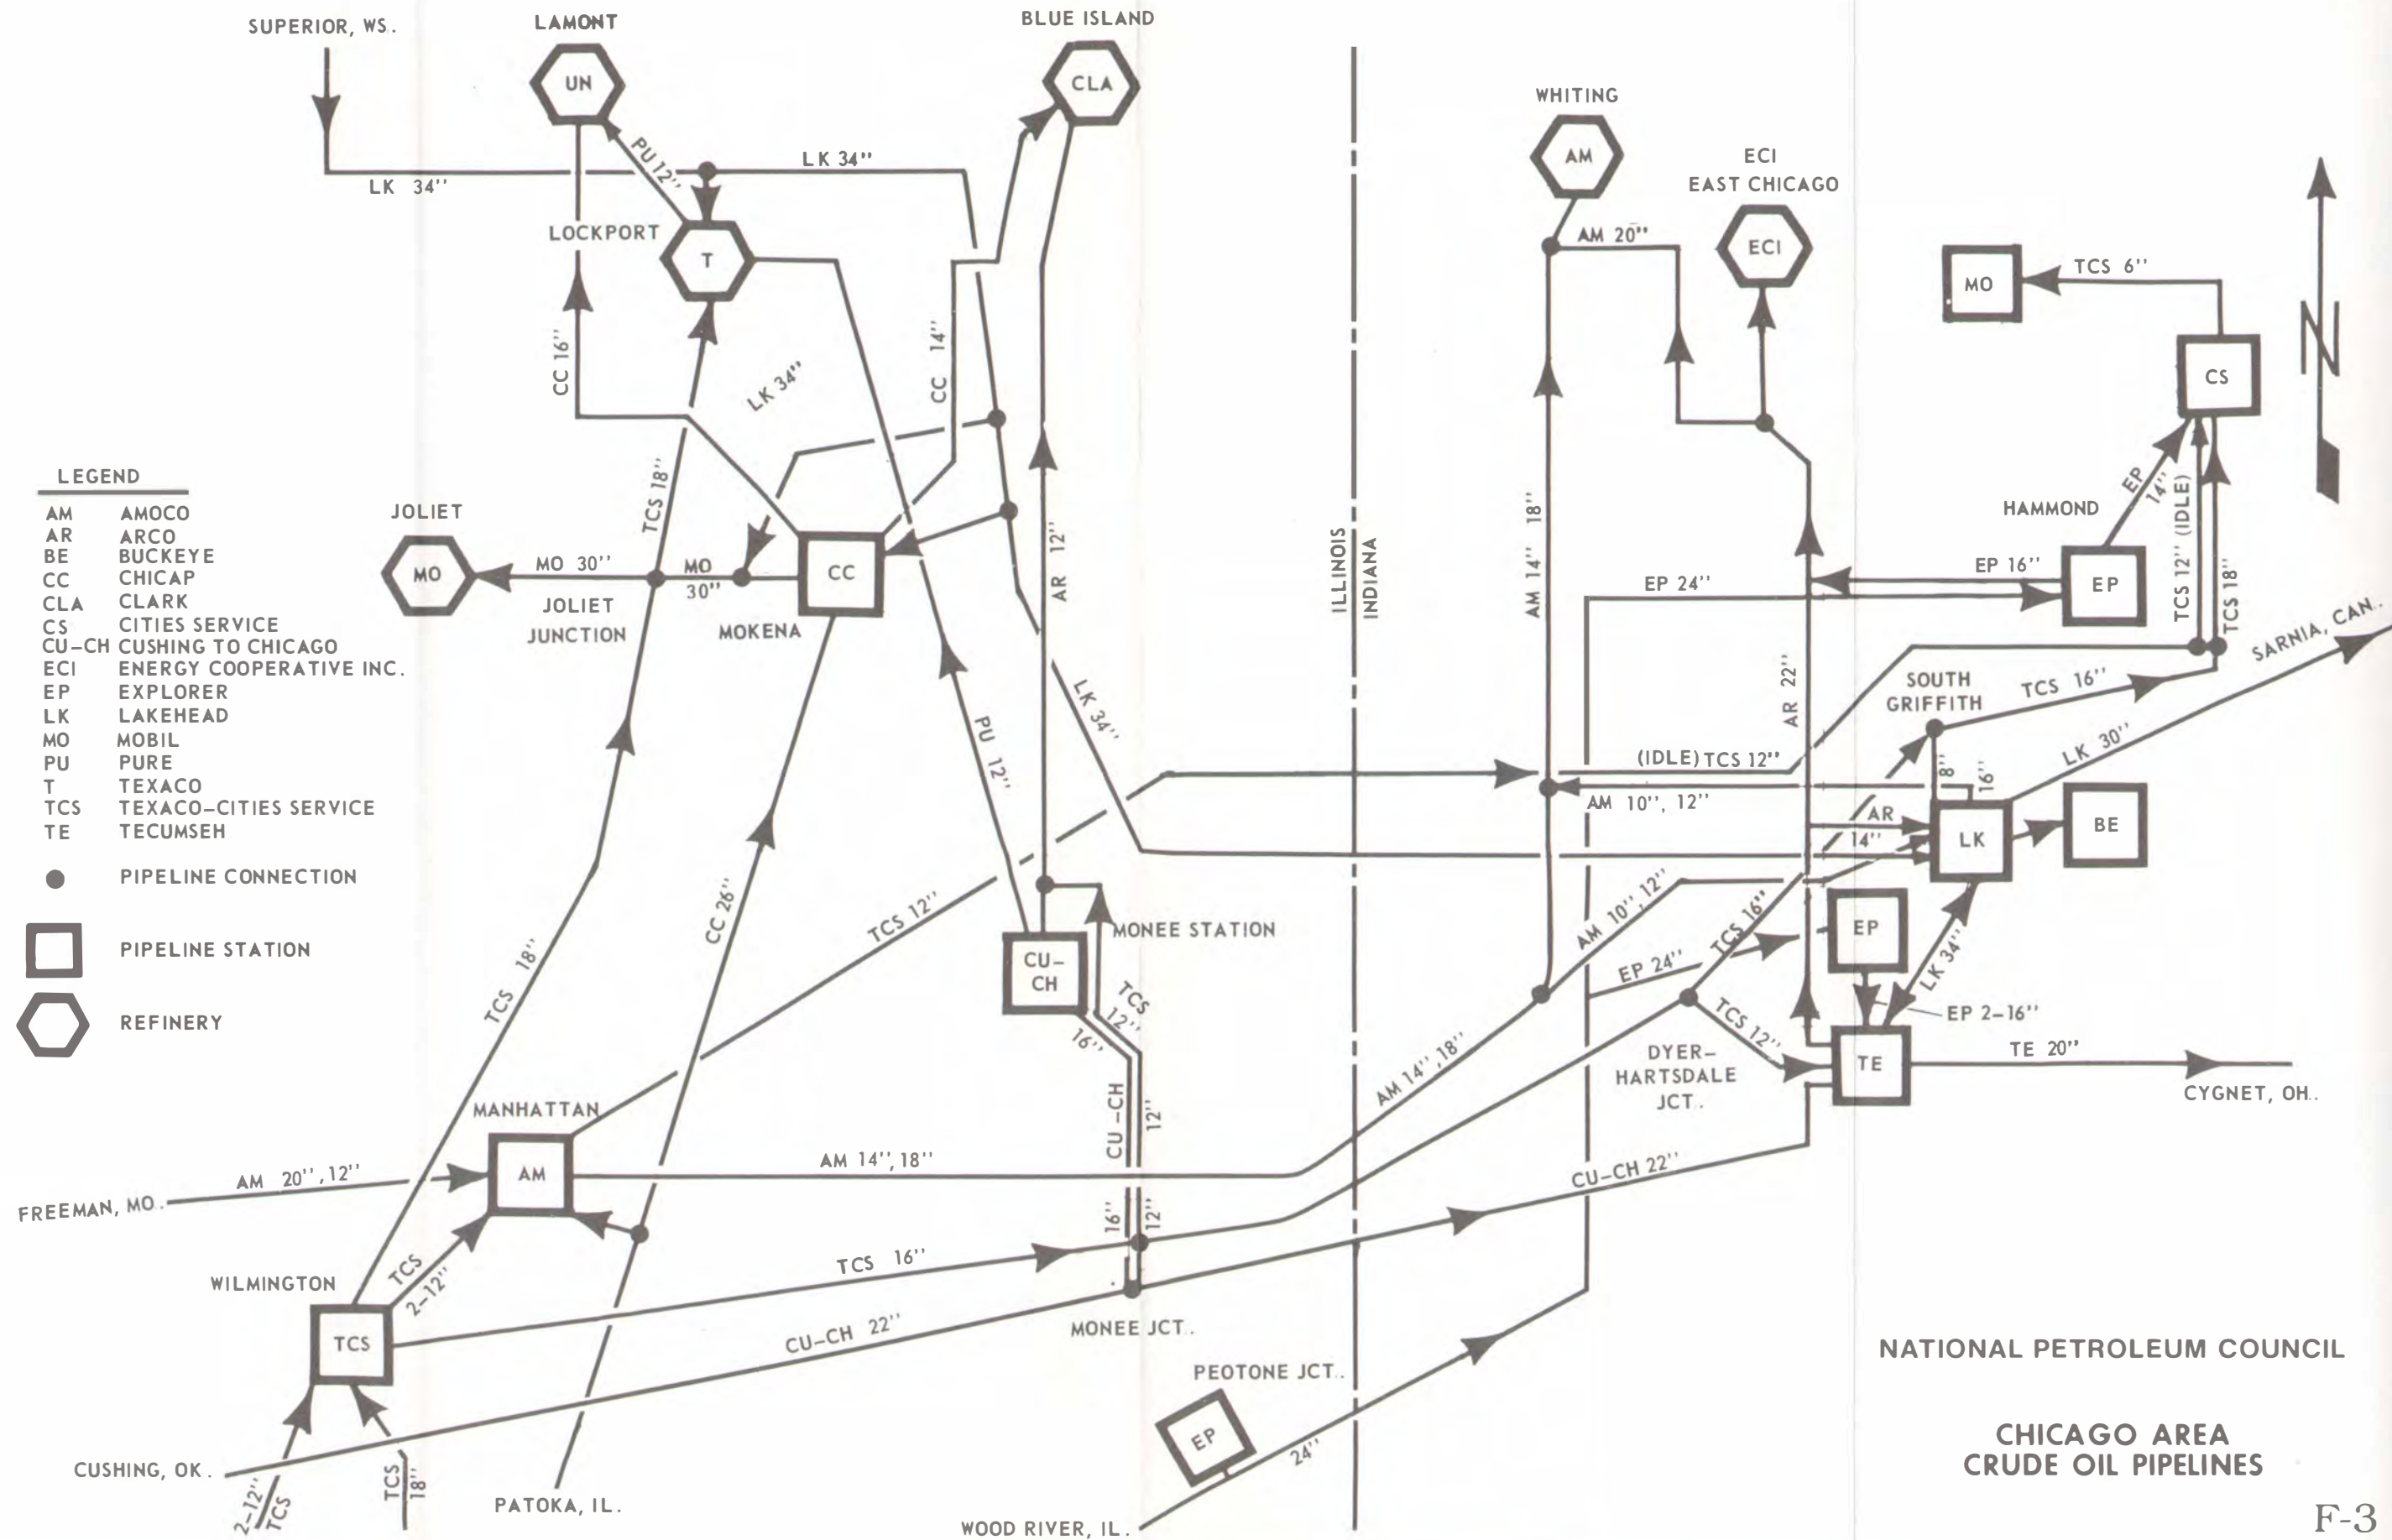 SUPERIOR, WS..
LAMONT
BLUE ISLAND
UN
CLA
WHITING
AM
ECI
EAST CHICAGO
ECI
PU 12''
LK 34''
LK 34''
LOCKPORT
T
AM 20''
MO
TCS 6''
CS
N
CC 16''
LK 34''
CC 14''
LEGEND
AM AMOCO
AR ARCO
BE BUCKEYE
CC CHICAP
CLA CLARK
CS CITIES SERVICE
CU-CH CUSHING TO CHICAGO
ECI ENERGY COOPERATIVE INC.
EP EXPLORER
LK LAKEHEAD
MO MOBIL
PU PURE
T TEXACO
TCS TEXACO-CITIES SERVICE
TE TECUMSEH
PIPELINE CONNECTION
PIPELINE STATION
REFINERY
JOLIET
MO
MO 30''
JOLIET
JUNCTION
TCS 18''
MO
30''
CC
MOKENA
AR 12''
ILLINOIS
INDIANA
AM 14'' 18''
EP 24''
EP 16''
HAMMOND
EP
EP
14''
TCS 12'' (IDLE)
TCS 18''
SARNIA, CAN..
AR 22''
SOUTH
GRIFFITH
TCS 16''
LK 30''
LK 34''
PU 12''
(IDLE) TCS 12''
AM 10'', 12''
8''
16''
AR
14''
LK
BE
TCS 12''
CC 26''
TCS 18''
MONEE STATION
CU-
CH
TCS
12''
16''
CU-CH
12''
16''
12''
AM 10'', 12''
TCS 16''
EP 24''
EP
LK 34''
EP 2-16''
TCS 12''
DYER-
HARTSDALE
JCT..
TE
TE 20''
CYGNET, OH..
AM 14'', 18''
MANHATTAN
AM
AM 20'', 12''
FREEMAN, MO..
AM 14'', 18''
CU-CH 22''
TCS
2-12''
WILMINGTON
TCS
TCS 16''
CU-CH 22''
MONEE JCT..
PEOTONE JCT..
EP
24''
CUSHING, OK.
2-12''
TCS
TCS
18''
PATOKA, IL.
WOOD RIVER, IL.
NATIONAL PETROLEUM COUNCIL
CHICAGO AREA
CRUDE OIL PIPELINES
F-3